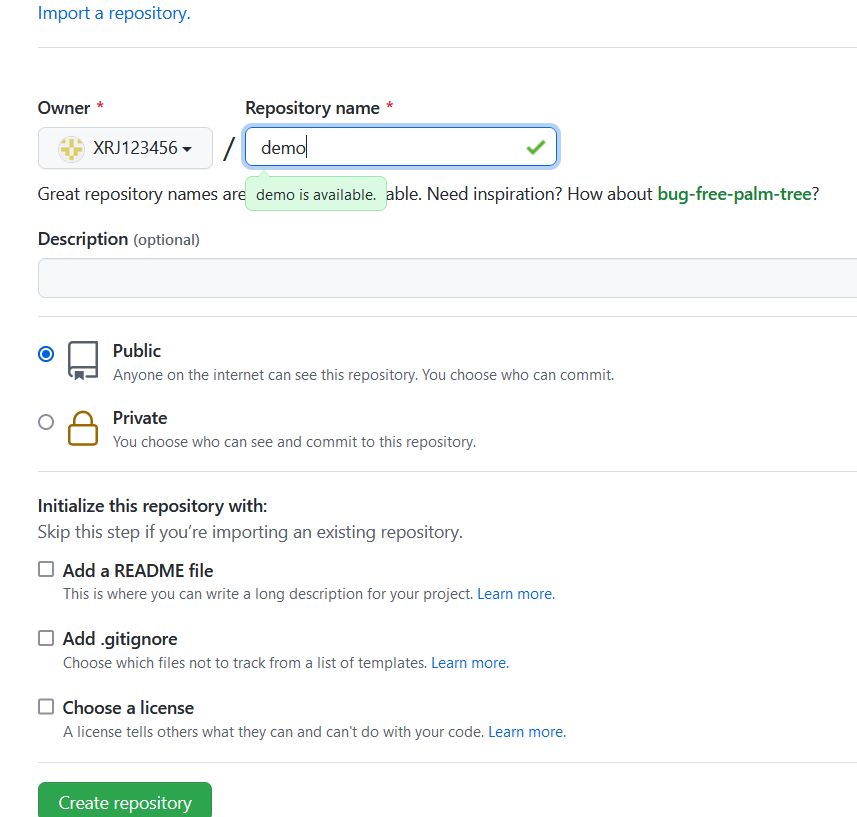 Import a repository.
Owner *
Repository name *
XRJ123456
/
demo
Great repository names are
demo is available.
able. Need inspiration? How about bug-free-palm-tree?
Description (optional)
Public
Anyone on the internet can see this repository. You choose who can commit.
Private
You choose who can see and commit to this repository.
Initialize this repository with:
Skip this step if you’re importing an existing repository.
Add a README file
This is where you can write a long description for your project. Learn more.
Add .gitignore
Choose which files not to track from a list of templates. Learn more.
Choose a license
A license tells others what they can and can't do with your code. Learn more.
Create repository